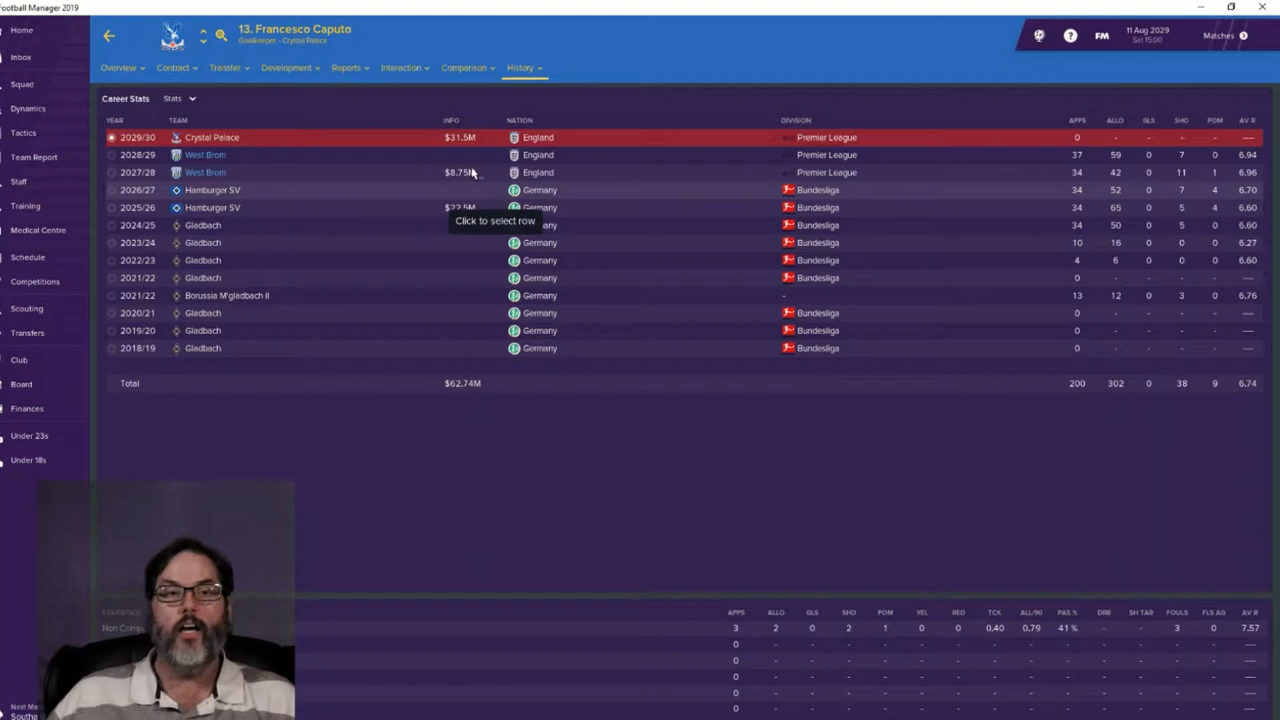 Football Manager 2019
Home
Inbox
Squad
Dynamics
Tactics
Team Report
Staff
Training
Medical Centre
Schedule
Competitions
Scouting
Transfers
Club
Board
Finances
Under 23s
Under 18s
Next Ma
Southa
13. Francesco Caputo
Goalkeeper - Crystal Palace
11 Aug 2029
Sat 15:00
FM
Matches
Overview Contract Transfer Development Reports Interaction Comparison History
Career Stats Stats
YEAR TEAM INFO NATION DIVISION APPS ALLO GLS SHO POM AV R
2029/30 Crystal Palace $31.5M England Premier League 0 - - - - ---
2028/29 West Brom England Premier League 37 59 0 7 0 6.94
2027/28 West Brom $8.75M England Premier League 34 42 0 11 1 6.96
2026/27 Hamburger SV Germany Bundesliga 34 52 0 7 4 6.70
2025/26 Hamburger SV Germany Bundesliga 34 65 0 5 4 6.60
Click to select row
2024/25 Gladbach Germany Bundesliga 34 50 0 5 0 6.60
2023/24 Gladbach Germany Bundesliga 10 16 0 0 0 6.27
2022/23 Gladbach Germany Bundesliga 4 6 0 0 0 6.60
2021/22 Gladbach Germany Bundesliga 0 - - - - ---
2021/22 Borussia M'gladbach II Germany - 13 12 0 3 0 6.76
2020/21 Gladbach Germany Bundesliga 0 - - - - ---
2019/20 Gladbach Germany Bundesliga 0 - - - - ---
2018/19 Gladbach Germany Bundesliga 0 - - - - ---
Total $62.74M 200 302 0 38 9 6.74
STATISTICS APPS ALLO GLS SHO POM YEL RED TCK ALL/90 PAS % DRB SH TAR FOULS FLS AG AV R
Non Comp 3 2 0 2 1 0 0 0.40 0.79 41 % - - 3 0 7.57
0 - - - - - - - - - - - - - ---
0 - - - - - - - - - - - - - ---
0 - - - - - - - - - - - - - ---
0 - - - - - - - - - - - - - ---
0 - - - - - - - - - - - - - ---